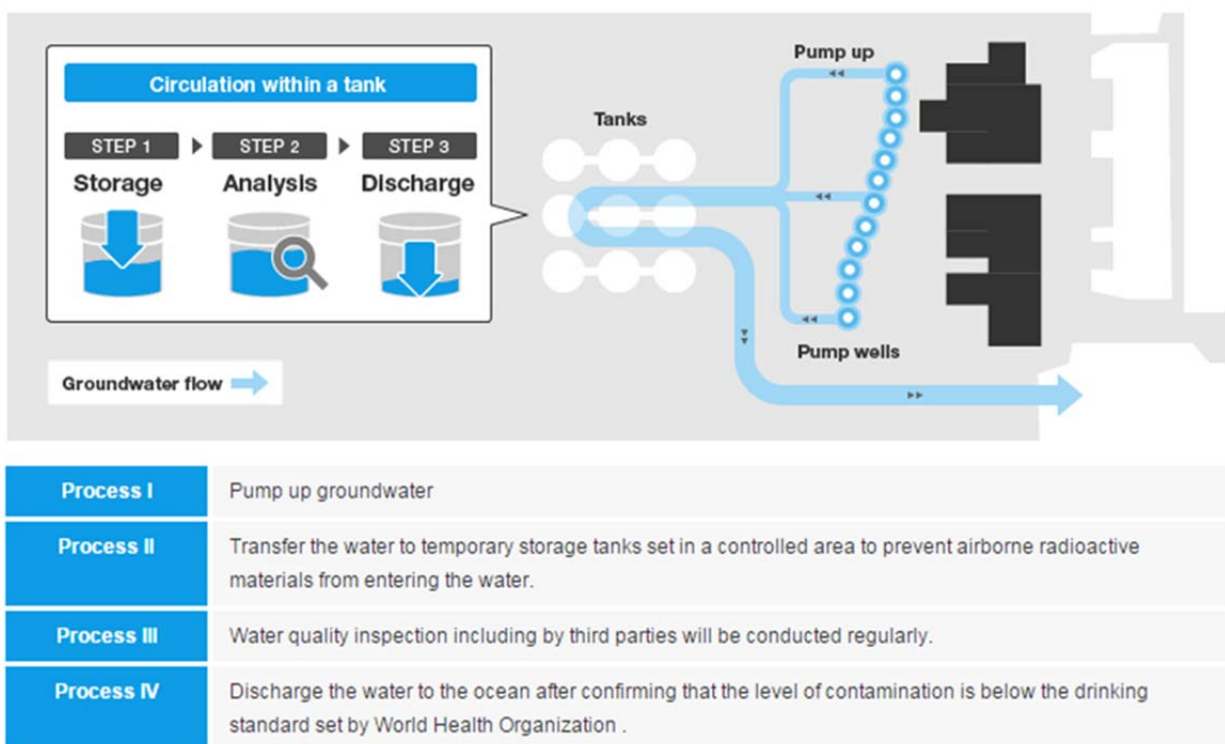 Circulation within a tank
STEP 1
STEP 2
STEP 3
Storage
Analysis
Discharge
Groundwater flow
Tanks
Pump up
Pump wells
Process I
Pump up groundwater
Process II
Transfer the water to temporary storage tanks set in a controlled area to prevent airborne radioactive
materials from entering the water.
Process III
Water quality inspection including by third parties will be conducted regularly.
Process IV
Discharge the water to the ocean after confirming that the level of contamination is below the drinking
standard set by World Health Organization .